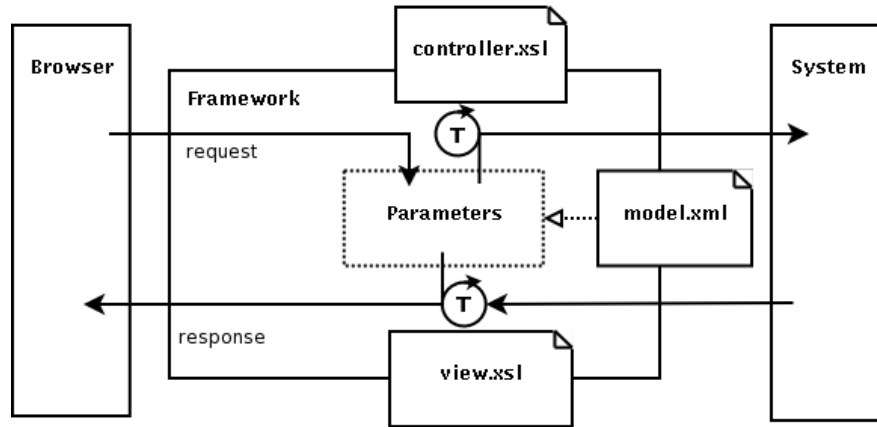 controller.xsl
Browser
System
Framework
T
request
Parameters
model.xml
T
response
view.xsl